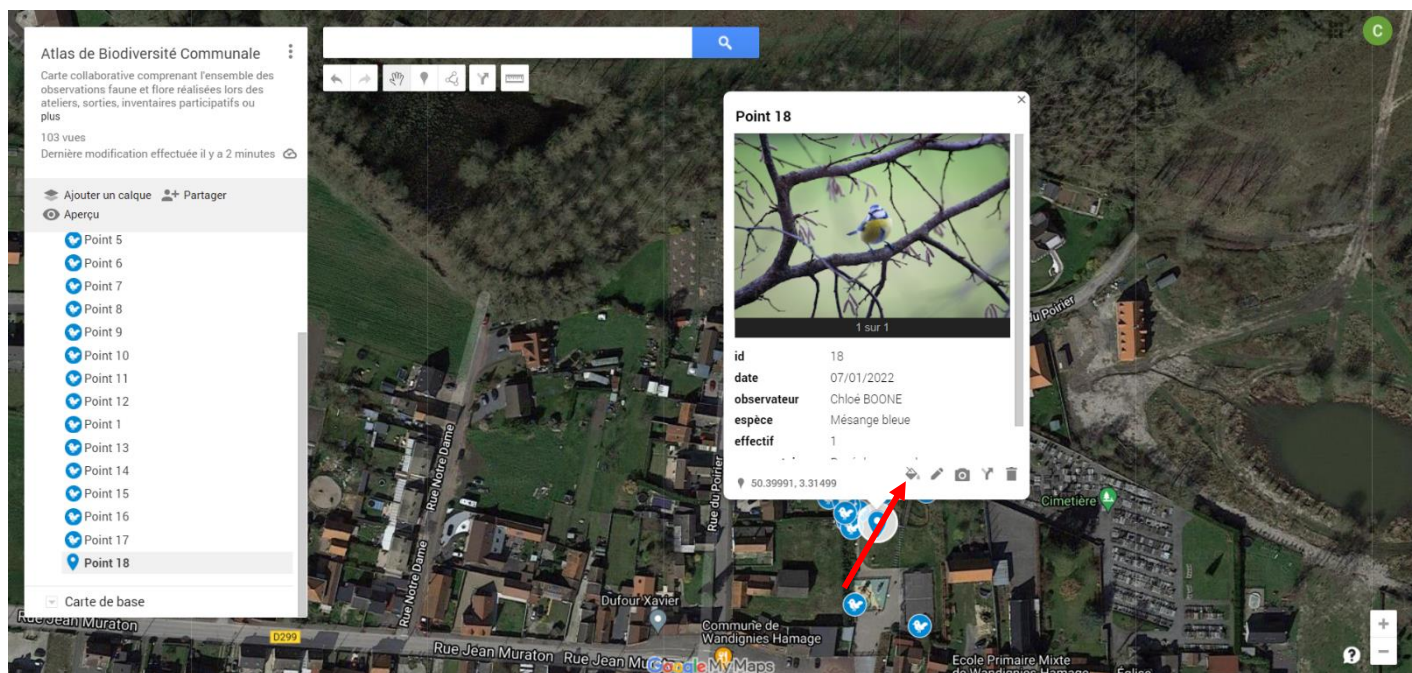 Atlas de Biodiversité Communale
Carte collaborative comprenant l'ensemble des
observations faune et flore réalisées lors des
ateliers, sorties, inventaires participatifs ou
plus
103 vues
Dernière modification effectuée il y a 2 minutes
Ajouter un calque
Partager
Aperçu
Point 5
Point 6
Point 7
Point 8
Point 9
Point 10
Point 11
Point 12
Point 1
Point 13
Point 14
Point 15
Point 16
Point 17
Point 18
Carte de base
C
Point 18
1 sur 1
id 18
date 07/01/2022
observateur Chloé BOONE
espèce Mésange bleue
effectif 1
50.39991, 3.31499
du Poirier
Rue Notre Dame
Rue Notre Dame
Rue du Poirier
Cimetière
Dufour Xavier
Commune de
Wandignies Hamage
Rue Jean Muraton
D299
Rue Jean Muraton
Rue Jean
Google My Maps
Ecole Primaire Mixte
de Wandignies Hamage
Église